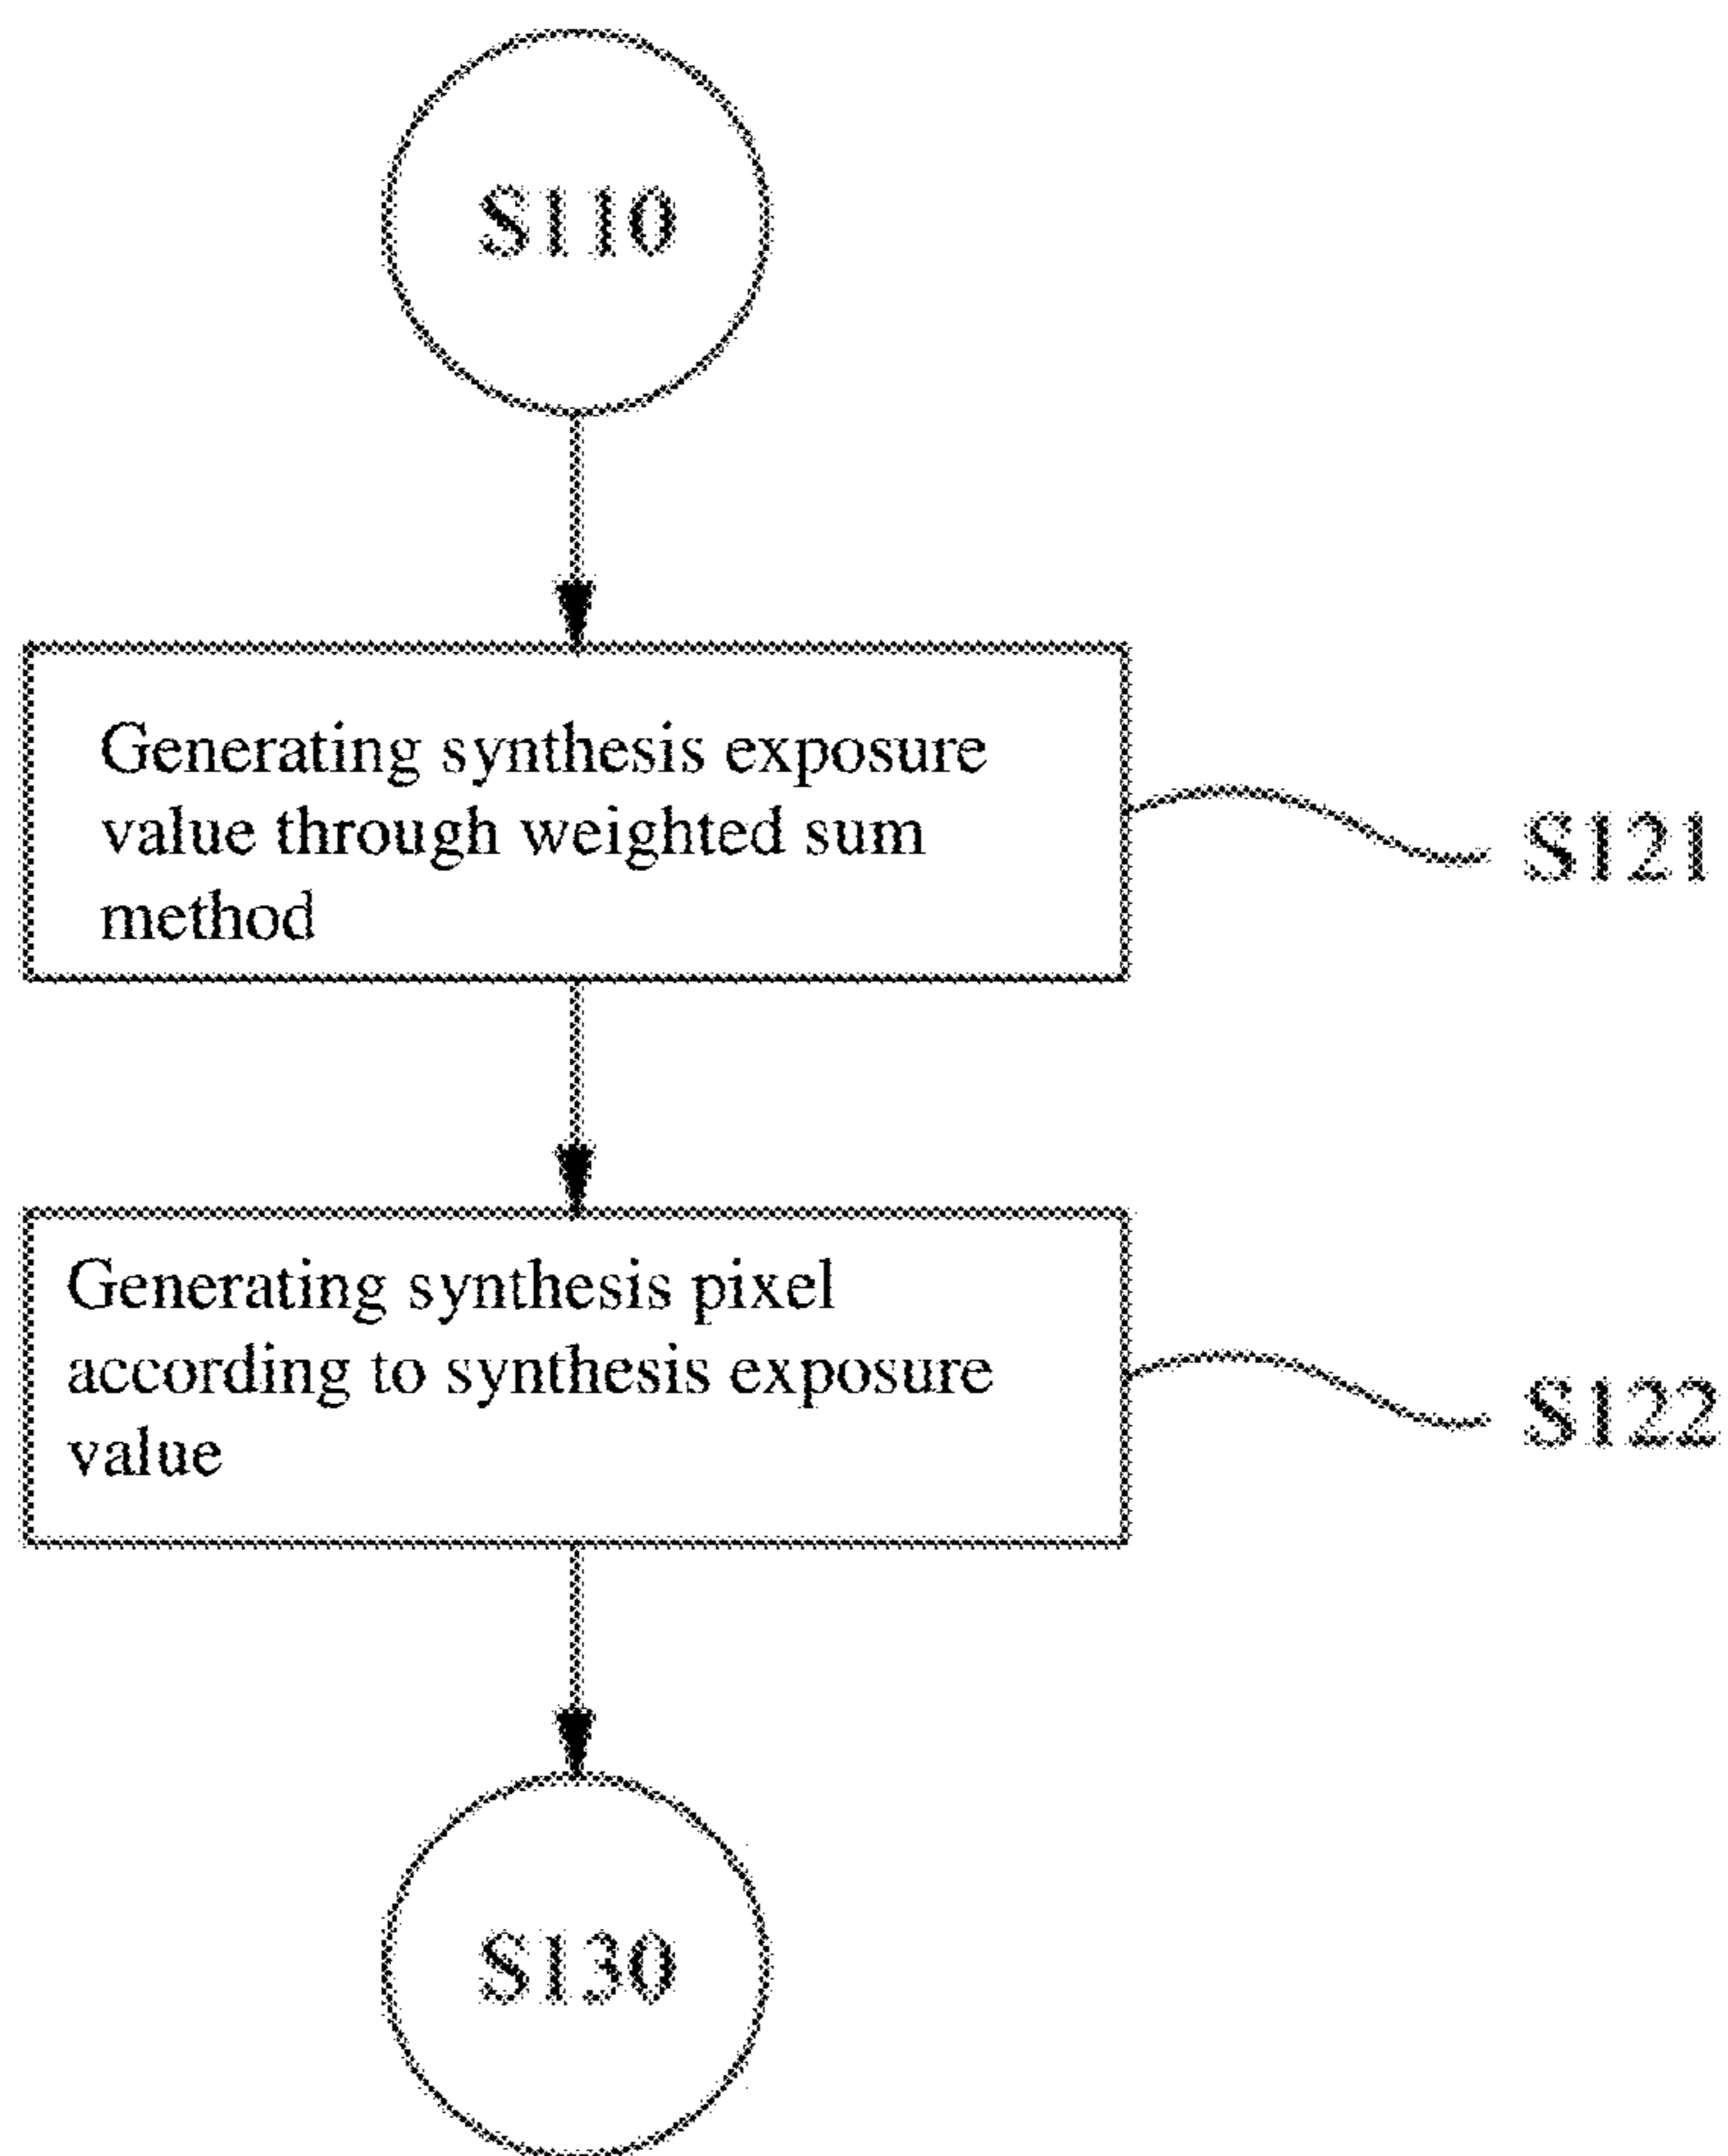 S110
Generating synthesis exposure
value through weighted sum
method
S121
Generating synthesis pixel
according to synthesis exposure
value
S122
S130